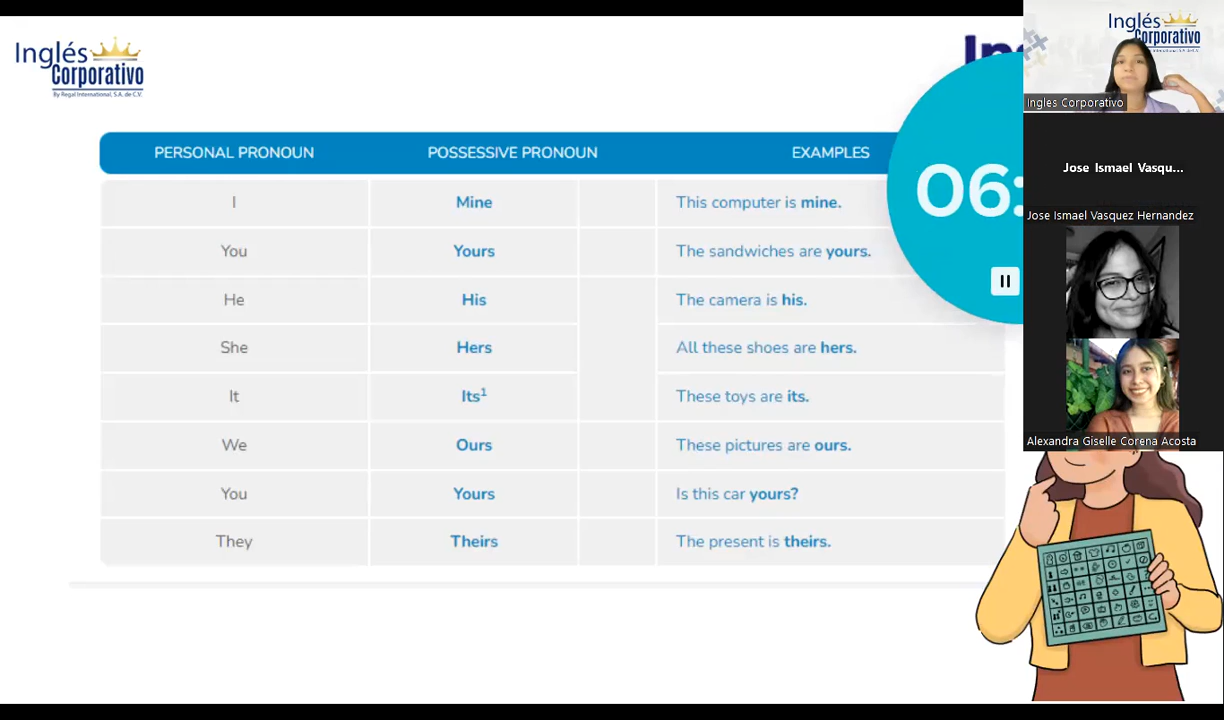 Inglés
Corporativo
By Regal International, S.A. de C.V.
PERSONAL PRONOUN POSSESSIVE PRONOUN EXAMPLES
I Mine This computer is mine.
You Yours The sandwiches are yours.
He His The camera is his.
She Hers All these shoes are hers.
It Its¹ These toys are its.
We Ours These pictures are ours.
You Yours Is this car yours?
They Theirs The present is theirs.
06:
Inglés
Corporativo
Ingles Corporativo
Jose Ismael Vasqu...
Jose Ismael Vasquez Hernandez
Alexandra Giselle Corena Acosta